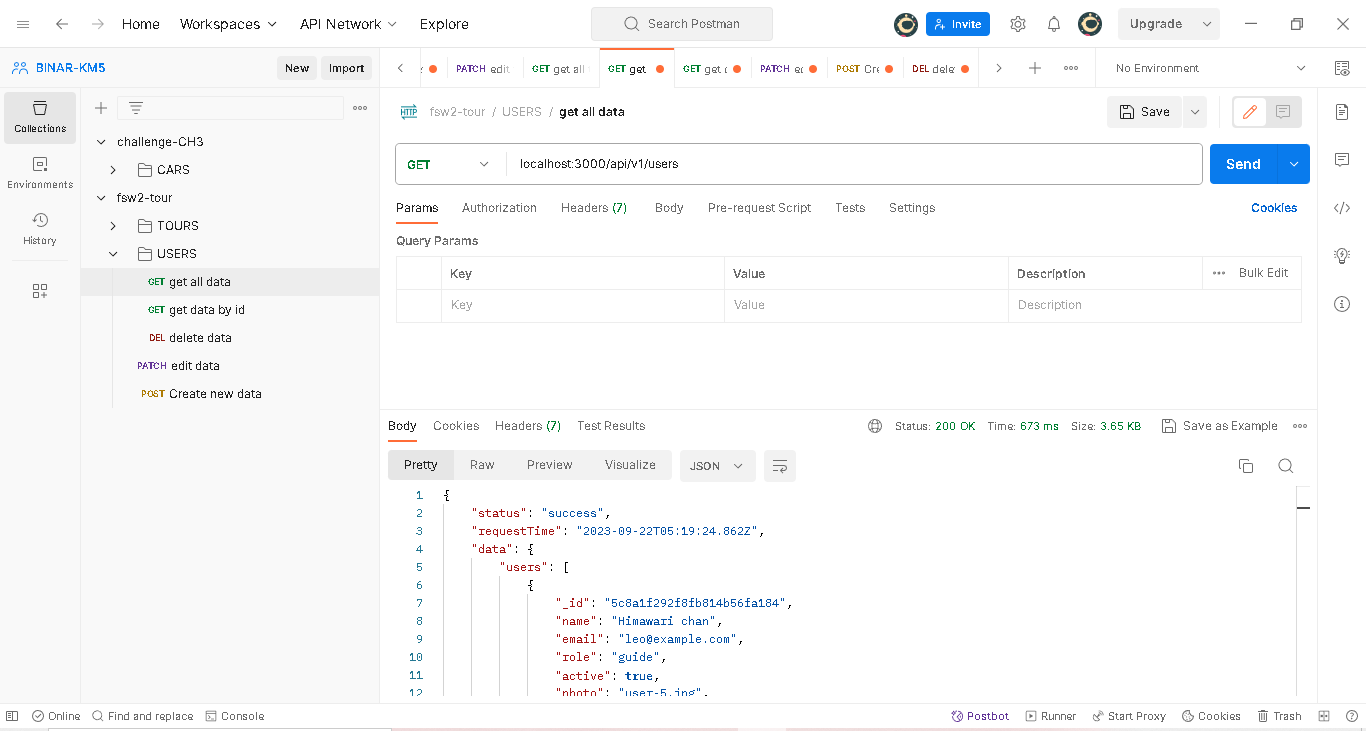 Home Workspaces API Network Explore Search Postman Invite Upgrade
BINAR-KM5 New Import PATCH edit GET get all GET get GET get PATCH POST DEL No Environment
Collections
Environments
History
challenge-CH3
CARS
fsw2-tour
TOURS
USERS
GET get all data
GET get data by id
DEL delete data
PATCH edit data
POST Create new data
HTTP fsw2-tour / USERS / get all data Save
GET localhost:3000/api/v1/users Send
Params Authorization Headers (7) Body Pre-request Script Tests Settings Cookies
Query Params
Key Value Description Bulk Edit
Key Value Description
Body Cookies Headers (7) Test Results Status: 200 OK Time: 673 ms Size: 3.65 KB Save as Example
Pretty Raw Preview Visualize JSON
1 {
2 "status": "success",
3 "requestTime": "2023-09-22T05:19:24.862Z",
4 "data": {
5 "users": [
6 {
7 "_id": "5c8a1f292f8fb814b56fa184",
8 "name": "Himawari chan",
9 "email": "leo@example.com",
10 "role": "guide",
11 "active": true,
12 "photo": "user-5.jpg",
Online Find and replace Console Postbot Runner Start Proxy Cookies Trash